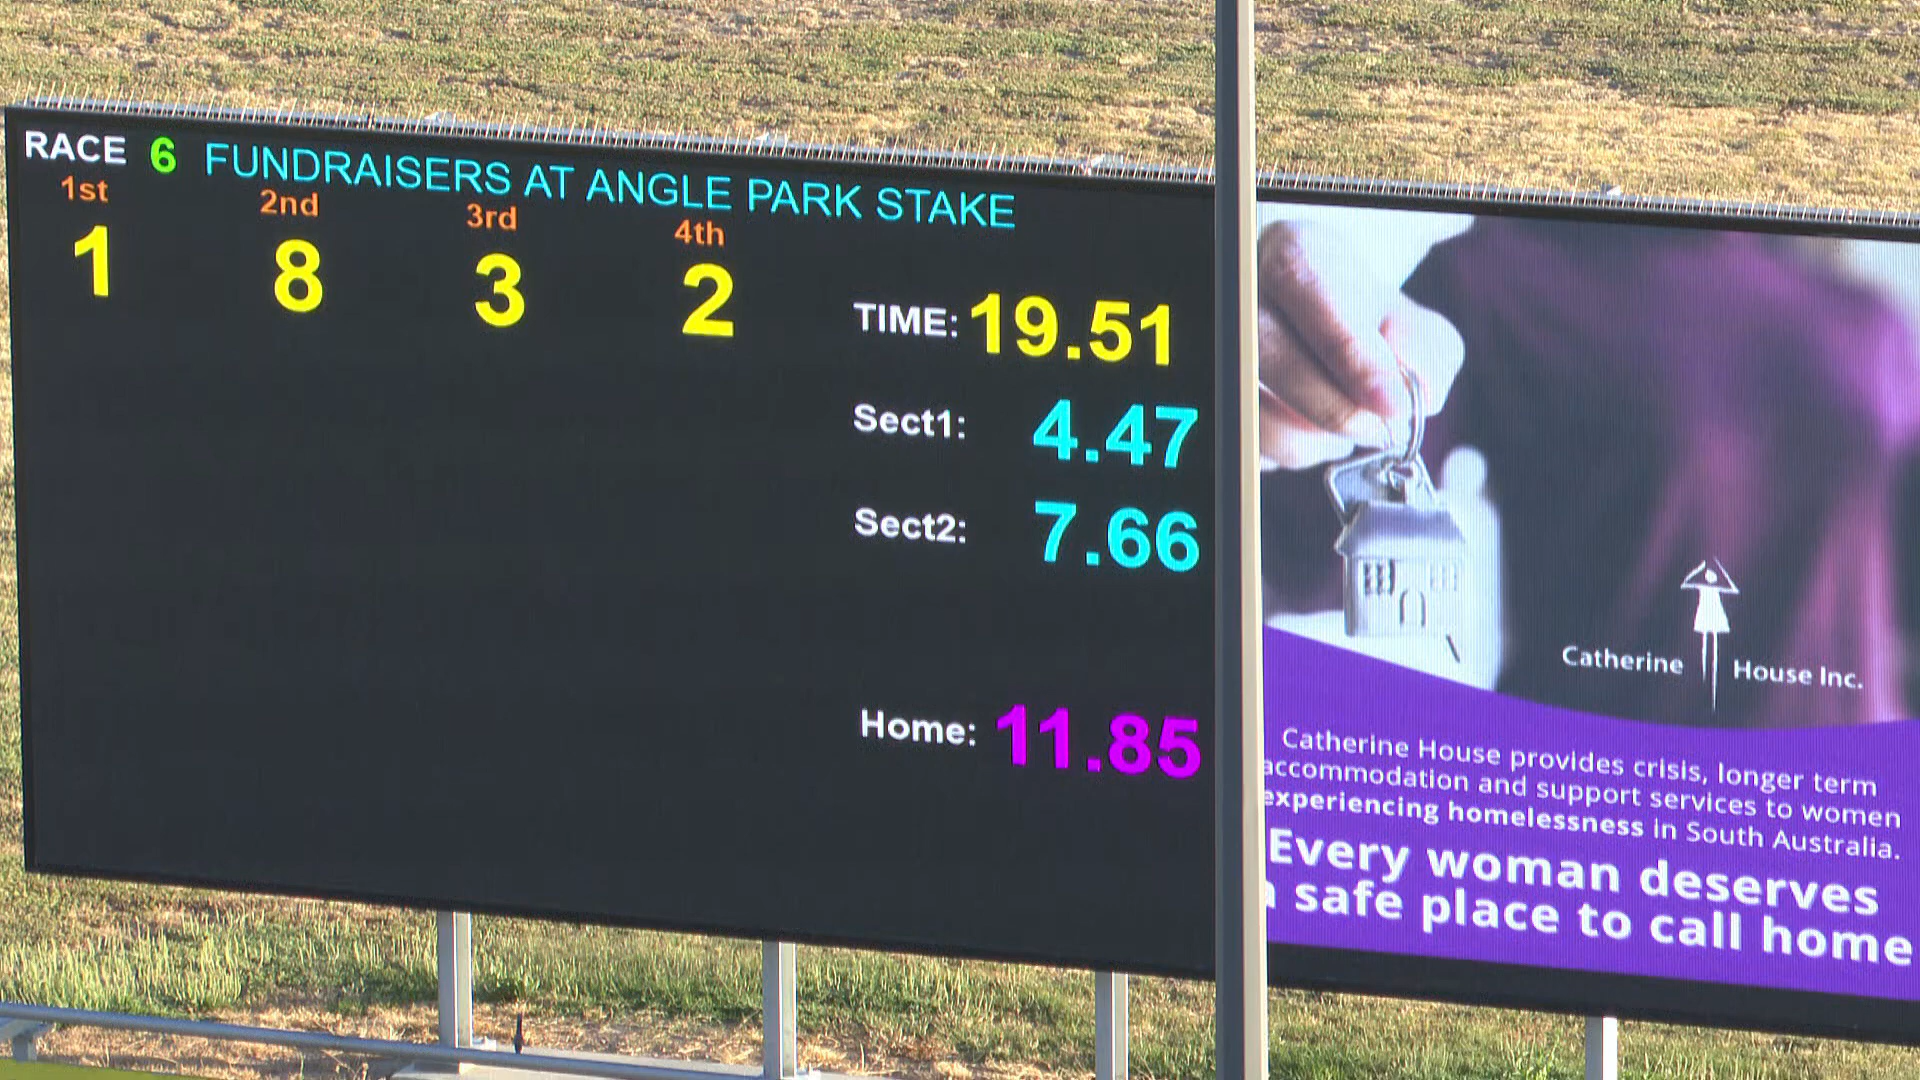 RACE 6 FUNDRAISERS AT ANGLE PARK STAKE
1st 2nd 3rd 4th
1 8 3 2
TIME: 19.51
Sect1: 4.47
Sect2: 7.66
Home: 11.85
Catherine House Inc.
Catherine House provides crisis, longer term
accommodation and support services to women
experiencing homelessness in South Australia.
Every woman deserves
a safe place to call home